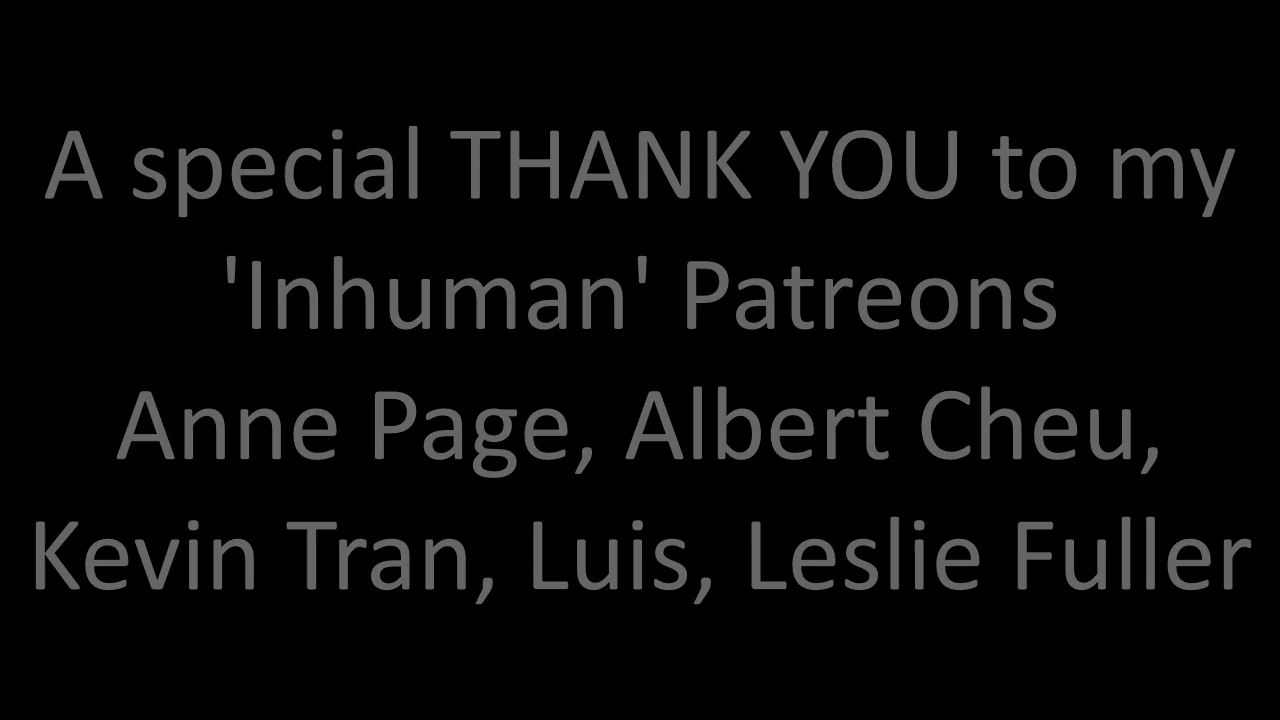 A special THANK YOU to my
'Inhuman' Patreons
Anne Page, Albert Cheu,
Kevin Tran, Luis, Leslie Fuller